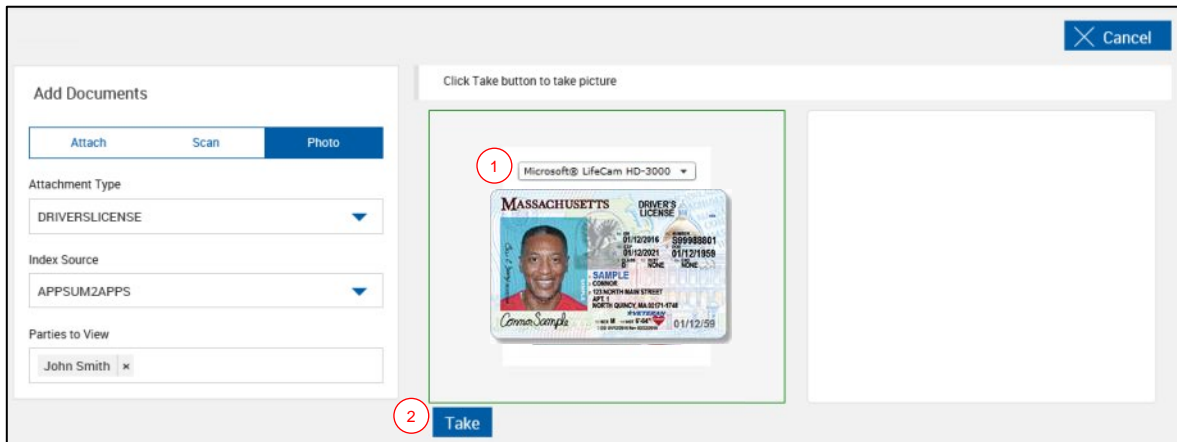 Cancel
Add Documents
Attach Scan Photo
Attachment Type
DRIVERSLICENSE
Index Source
APPSUM2APPS
Parties to View
John Smith ×
Click Take button to take picture
1
Microsoft® LifeCam HD-3000
MASSACHUSETTS
DRIVER'S
LICENSE
01/12/2016 S99988801
01/12/2021 01/12/1959
D NONE NONE
SAMPLE
CONNOR
123 NORTH MAIN STREET
APT. 1
NORTH QUINCY, MA 02171-1748
VETERAN
Connor Sample
01/12/59
2
Take